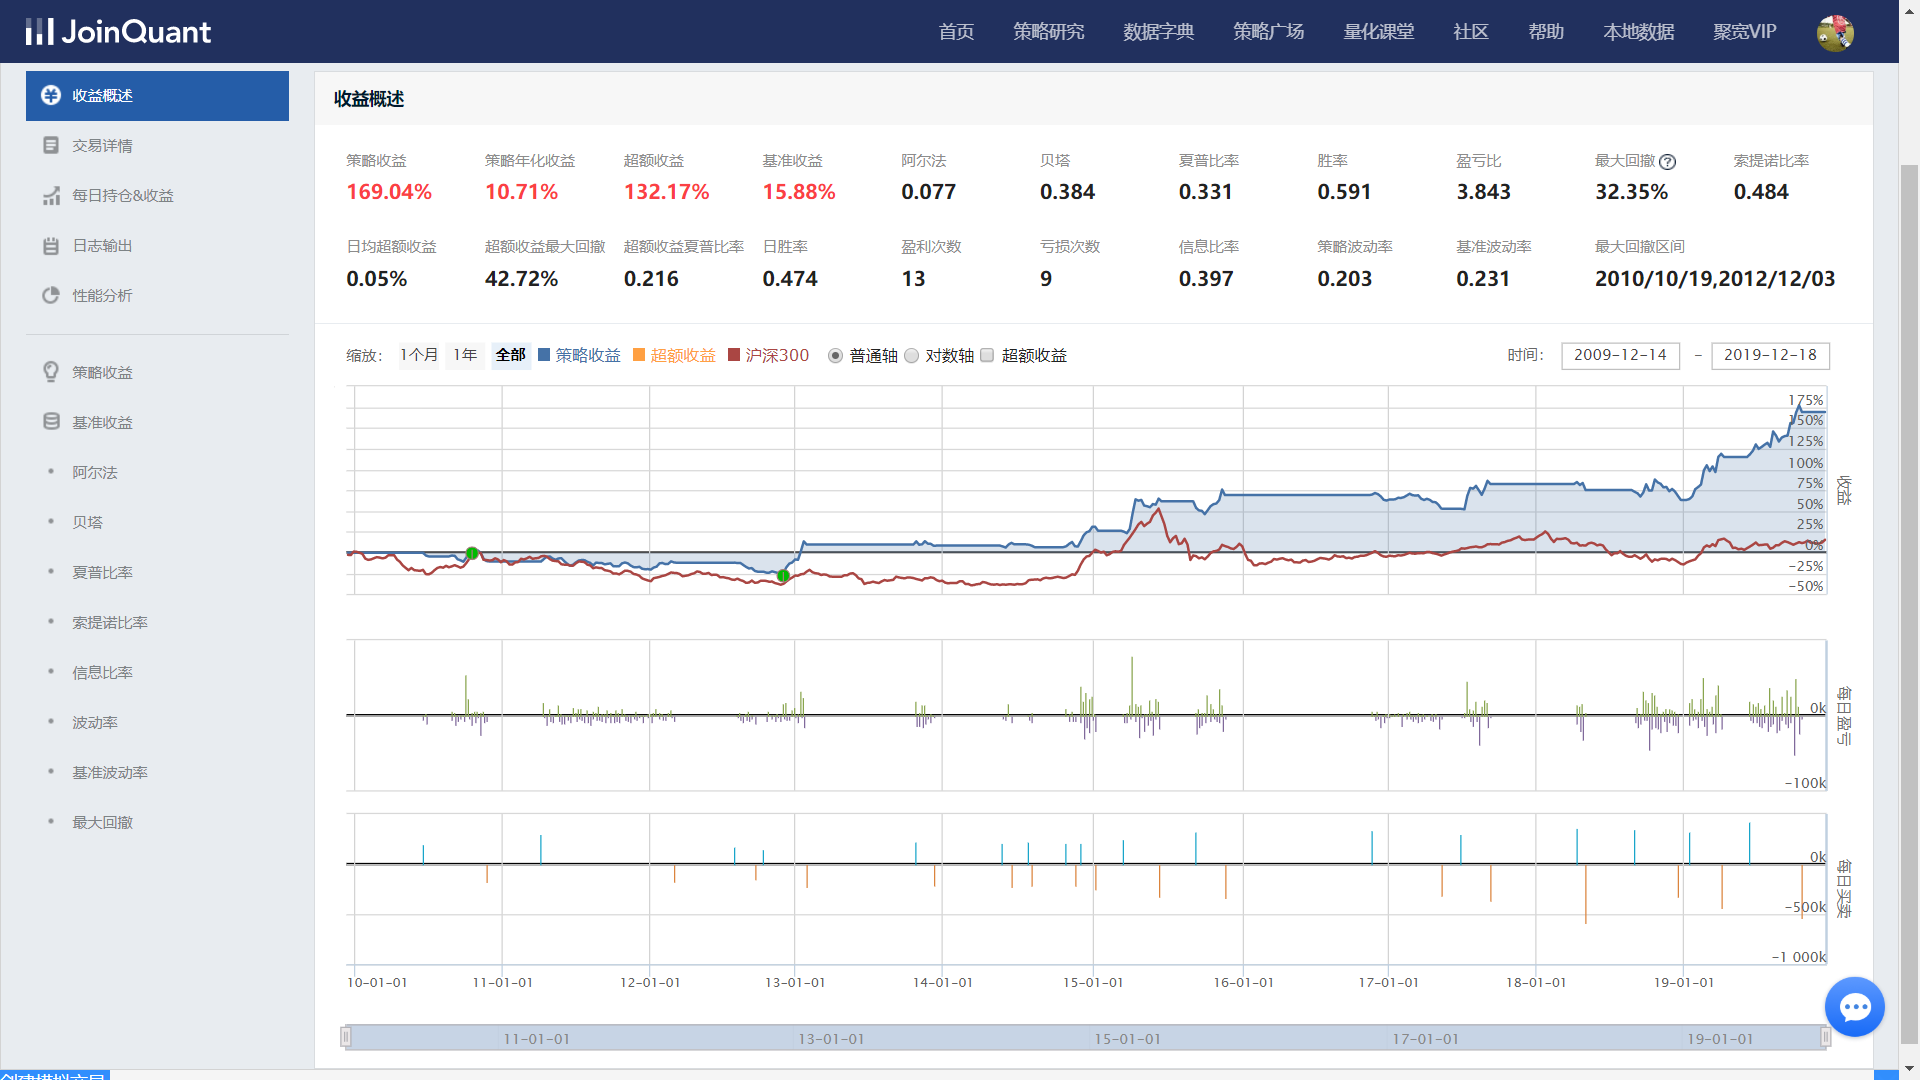 JoinQuant
首页 策略研究 数据字典 策略广场 量化课堂 社区 帮助 本地数据 聚宽VIP
收益概述
交易详情
每日持仓&收益
日志输出
性能分析
策略收益
基准收益
阿尔法
贝塔
夏普比率
索提诺比率
信息比率
波动率
基准波动率
最大回撤
收益概述
策略收益 策略年化收益 超额收益 基准收益 阿尔法 贝塔 夏普比率 胜率 盈亏比 最大回撤 ? 索提诺比率
169.04% 10.71% 132.17% 15.88% 0.077 0.384 0.331 0.591 3.843 32.35% 0.484
日均超额收益 超额收益最大回撤 超额收益夏普比率 日胜率 盈利次数 亏损次数 信息比率 策略波动率 基准波动率 最大回撤区间
0.05% 42.72% 0.216 0.474 13 9 0.397 0.203 0.231 2010/10/19,2012/12/03
缩放: 1个月 1年 全部 策略收益 超额收益 沪深300 普通轴 对数轴 超额收益 时间: 2009-12-14 - 2019-12-18
175%
150%
125%
100%
75%
50%
25%
0%
-25%
-50%
收益
0k
-100k
每日盈亏
0k
-500k
-1 000k
每日买卖
10-01-01 11-01-01 12-01-01 13-01-01 14-01-01 15-01-01 16-01-01 17-01-01 18-01-01 19-01-01
11-01-01 13-01-01 15-01-01 17-01-01 19-01-01
创建模拟交易